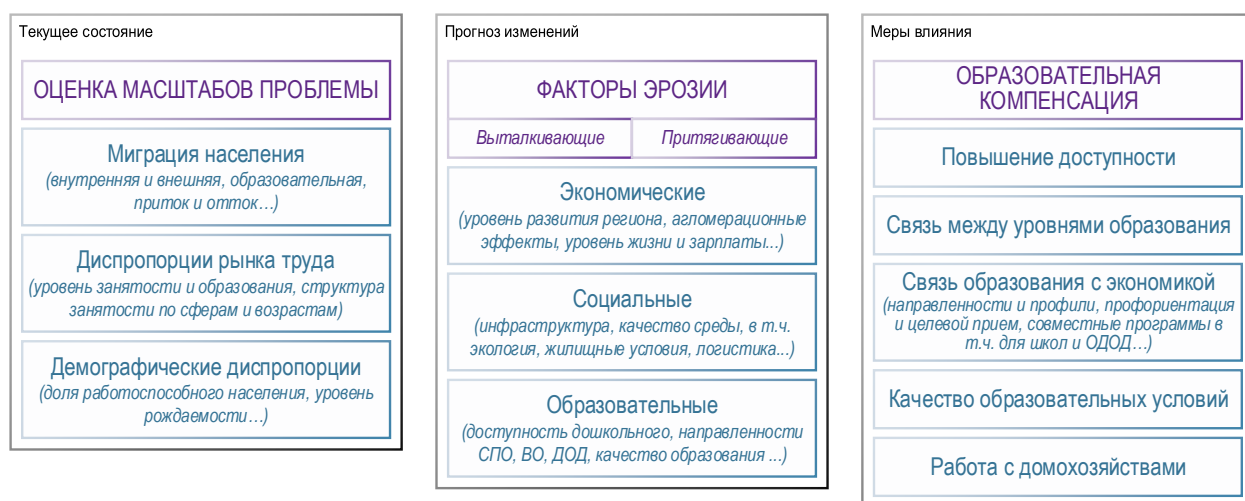 Текущее состояние
ОЦЕНКА МАСШТАБОВ ПРОБЛЕМЫ
Миграция населения
(внутренняя и внешняя, образовательная,
приток и отток…)
Диспропорции рынка труда
(уровень занятости и образования, структура
занятости по сферам и возрастам)
Демографические диспропорции
(доля работоспособного населения, уровень
рождаемости…)
Прогноз изменений
ФАКТОРЫ ЭРОЗИИ
Выталкивающие
Притягивающие
Экономические
(уровень развития региона, агломерационные
эффекты, уровень жизни и зарплаты...)
Социальные
(инфраструктура, качество среды, в т.ч.
экология, жилищные условия, логистика...)
Образовательные
(доступность дошкольного, направленности
СПО, ВО, ДОД, качество образования ...)
Меры влияния
ОБРАЗОВАТЕЛЬНАЯ
КОМПЕНСАЦИЯ
Повышение доступности
Связь между уровнями образования
Связь образования с экономикой
(направленности и профили, профориентация
и целевой прием, совместные программы в
т.ч. для школ и ОДОД…)
Качество образовательных условий
Работа с домохозяйствами